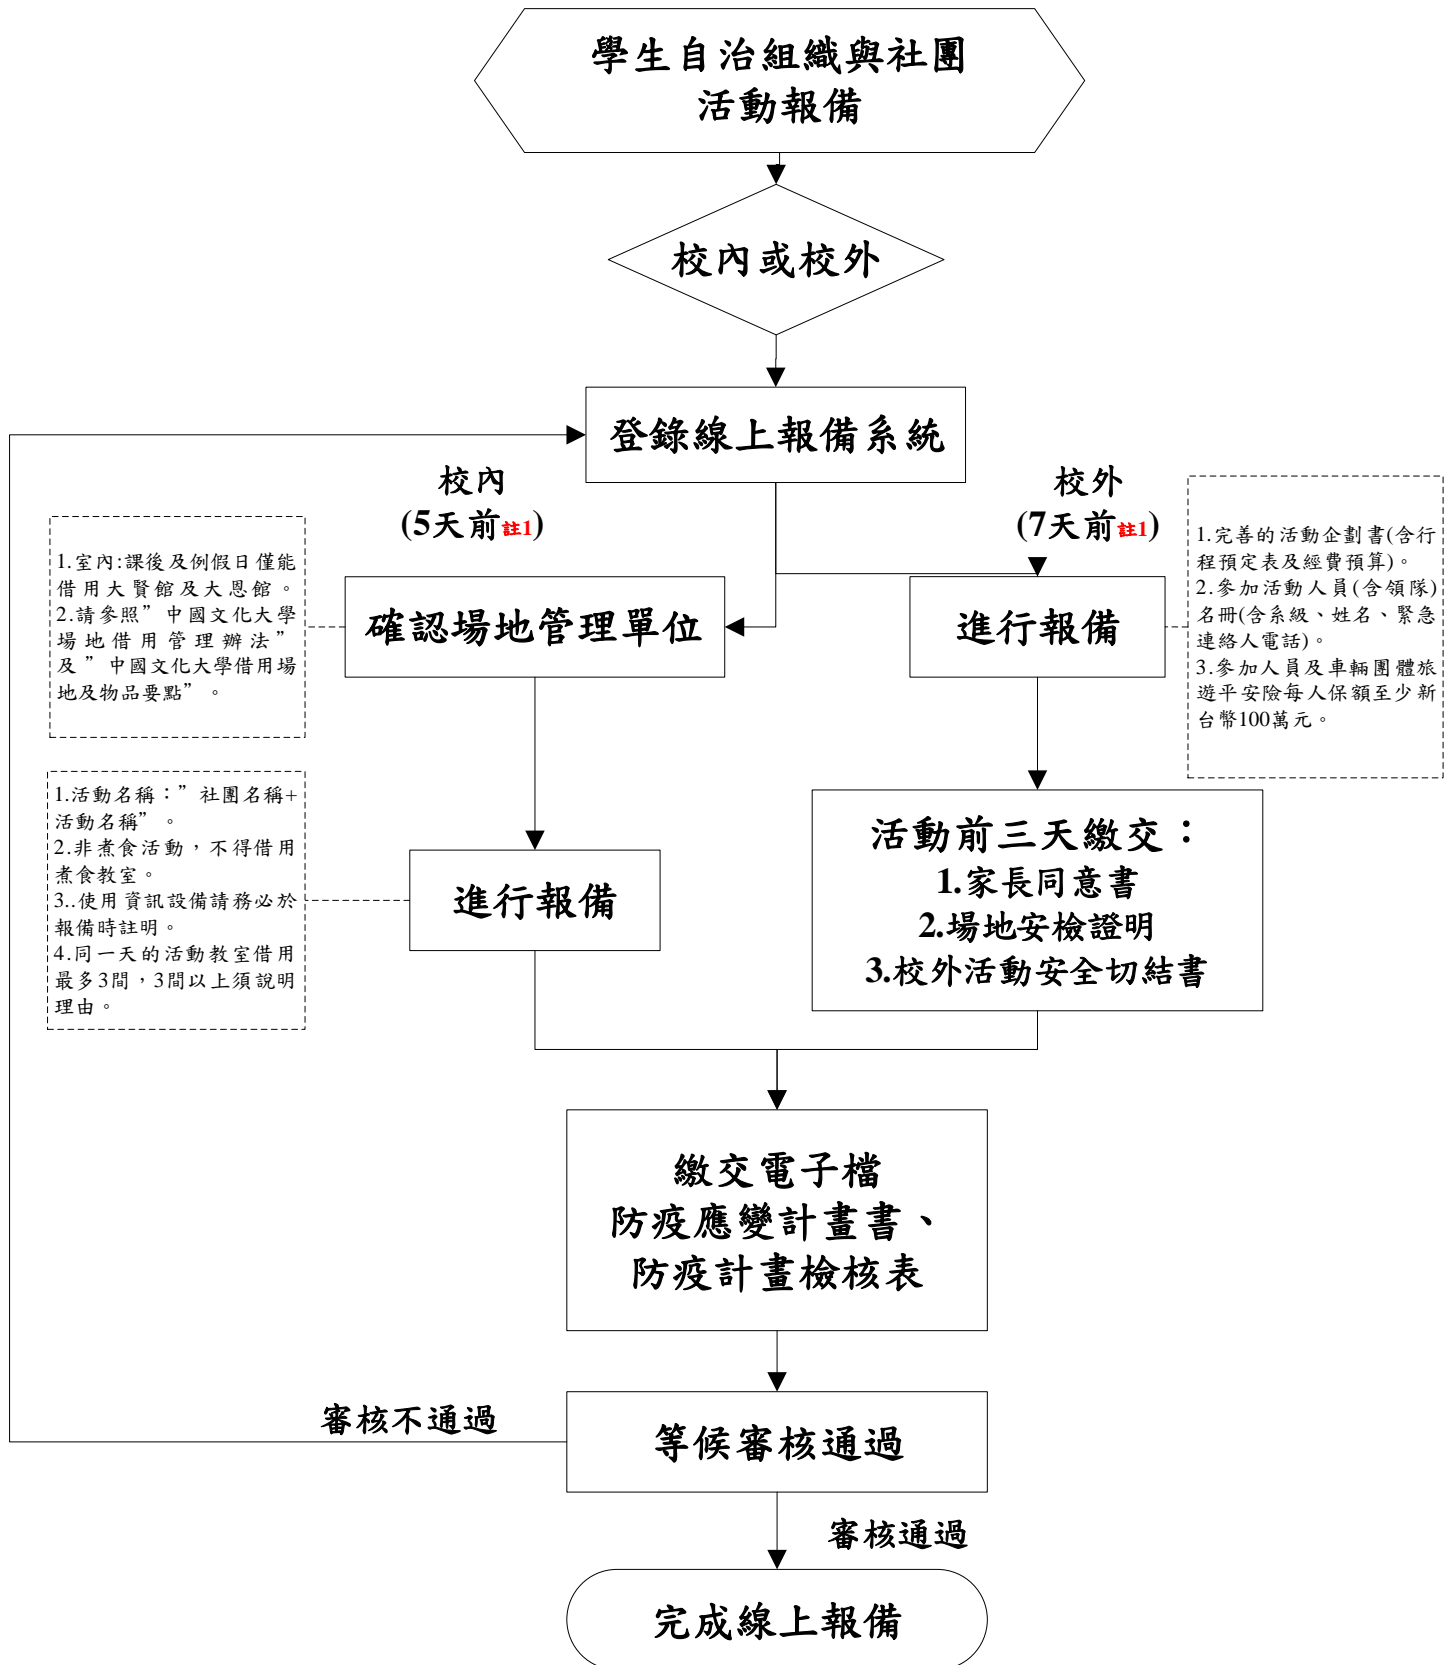 學生自治組織與社團
活動報備
校內或校外
登錄線上報備系統
校內
(5天前註1)
校外
(7天前註1)
1.室內:課後及例假日僅能
借用大賢館及大恩館。
2.請參照”中國文化大學
場地借用管理辦法”
及”中國文化大學借用場
地及物品要點”。
確認場地管理單位
進行報備
1.完善的活動企劃書(含行
程預定表及經費預算)。
2.參加活動人員(含領隊)
名冊(含系級、姓名、緊急
連絡人電話)。
3.參加人員及車輛團體旅
遊平安險每人保額至少新
台幣100萬元。
1.活動名稱：”社團名稱+
活動名稱”。
2.非煮食活動，不得借用
煮食教室。
3..使用資訊設備請務必於
報備時註明。
4.同一天的活動教室借用
最多3間，3間以上須說明
理由。
進行報備
活動前三天繳交：
1.家長同意書
2.場地安檢證明
3.校外活動安全切結書
繳交電子檔
防疫應變計畫書、
防疫計畫檢核表
審核不通過
等候審核通過
審核通過
完成線上報備